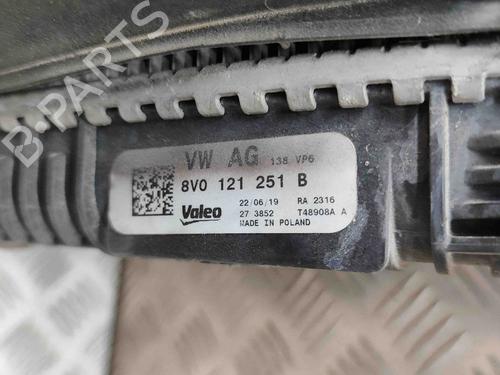 B-PARTS
VW AG 138 VP6
8V0 121 251 B
Valeo 22/06/19 RA 2316
27 3852 T48908A A
MADE IN POLAND